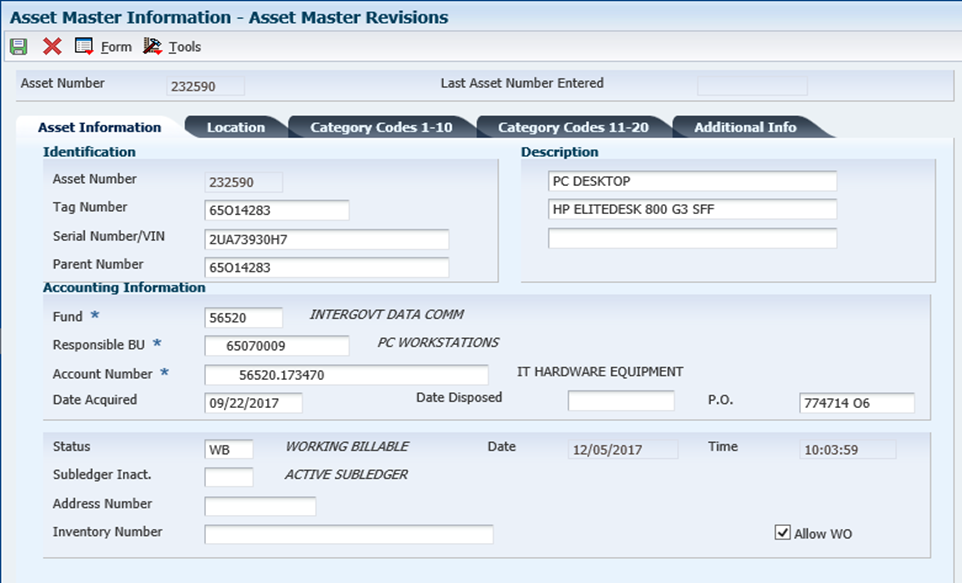 Asset Master Information - Asset Master Revisions
Form Tools
Asset Number 232590 Last Asset Number Entered
Asset Information Location Category Codes 1-10 Category Codes 11-20 Additional Info
Identification Description
Asset Number 232590 PC DESKTOP
Tag Number 65O14283 HP ELITEDESK 800 G3 SFF
Serial Number/VIN 2UA73930H7
Parent Number 65O14283
Accounting Information
Fund * 56520 INTERGOVT DATA COMM
Responsible BU * 65070009 PC WORKSTATIONS
Account Number * 56520.173470 IT HARDWARE EQUIPMENT
Date Acquired 09/22/2017 Date Disposed P.O. 774714 O6
Status WB WORKING BILLABLE Date 12/05/2017 Time 10:03:59
Subledger Inact. ACTIVE SUBLEDGER
Address Number
Inventory Number Allow WO